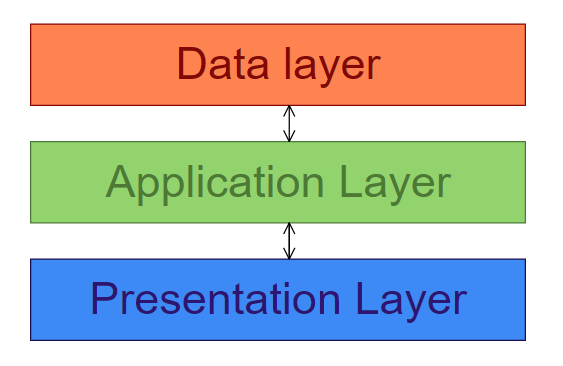 Data layer
Application Layer
Presentation Layer